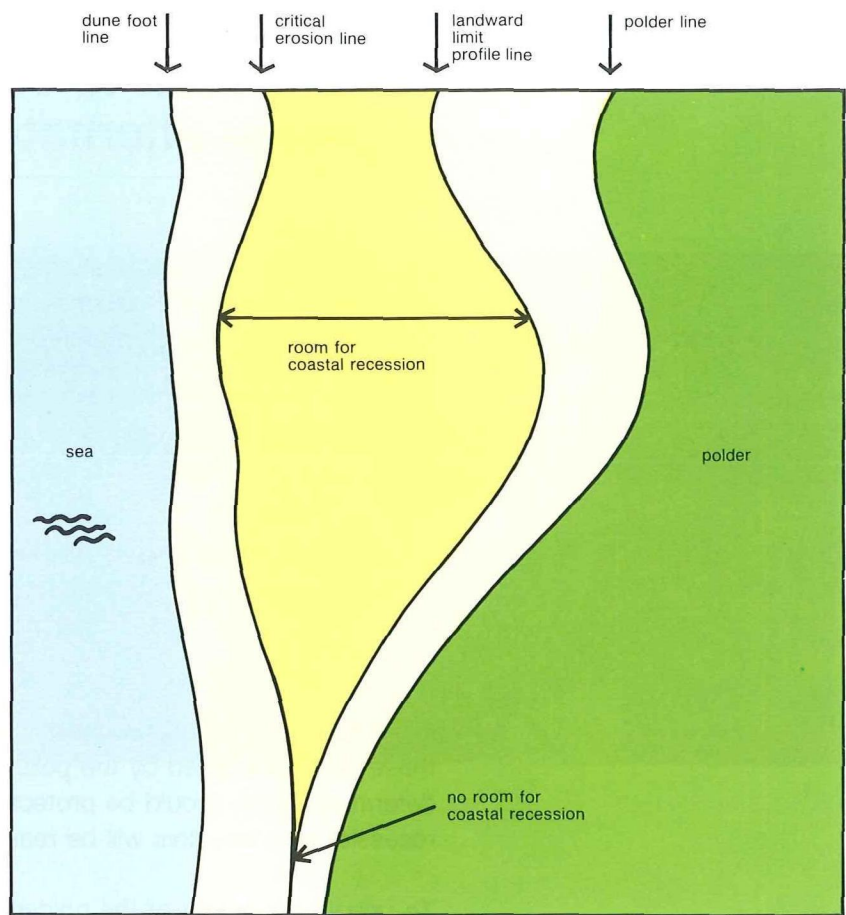 dune foot
line
critical
erosion line
landward
limit
profile line
polder line
room for
coastal recession
sea
polder
no room for
coastal recession